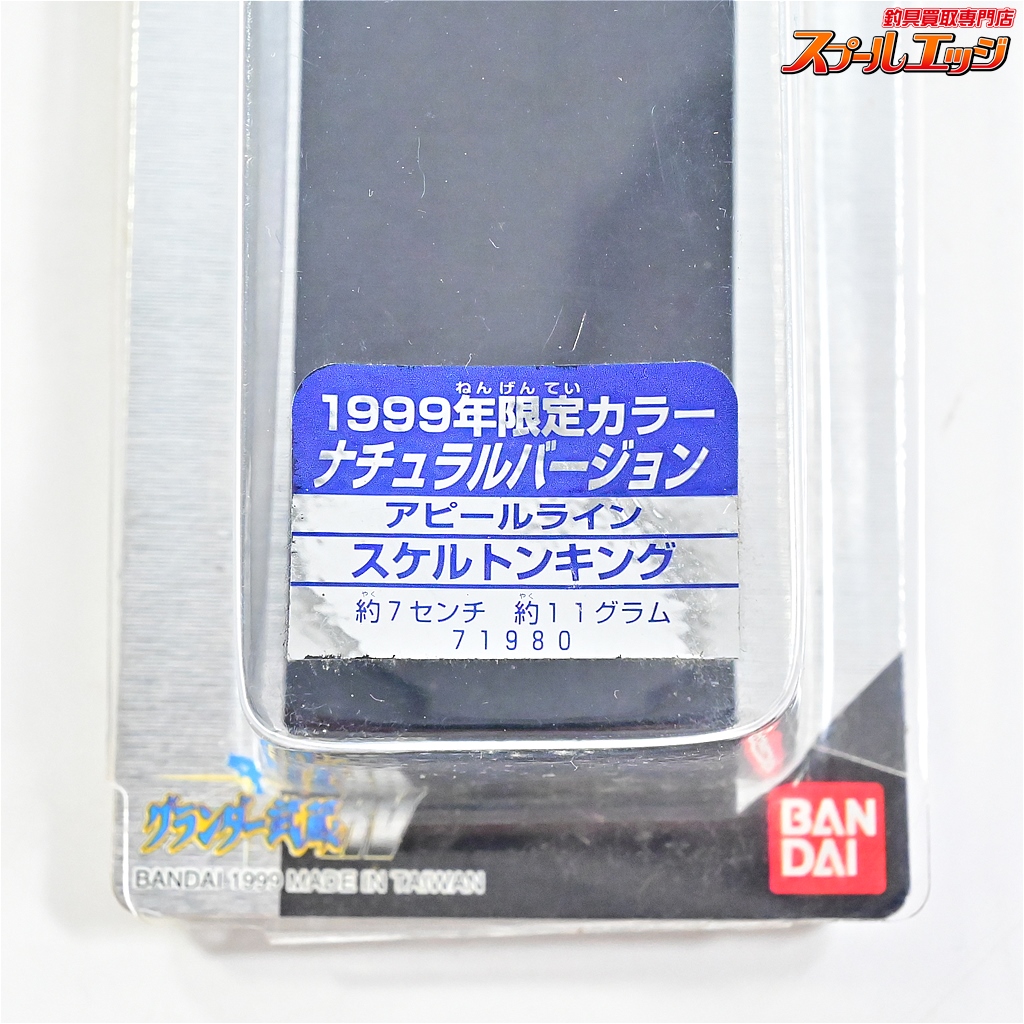 釣具買取専門店
スプールエッジ
ねん げん てい
1999年限定カラー
ナチュラルバージョン
アピールライン
スケルトンキング
やく やく
約7センチ 約11グラム
71980
グランダー武蔵RV
BANDAI 1999 MADE IN TAIWAN
BAN
DAI